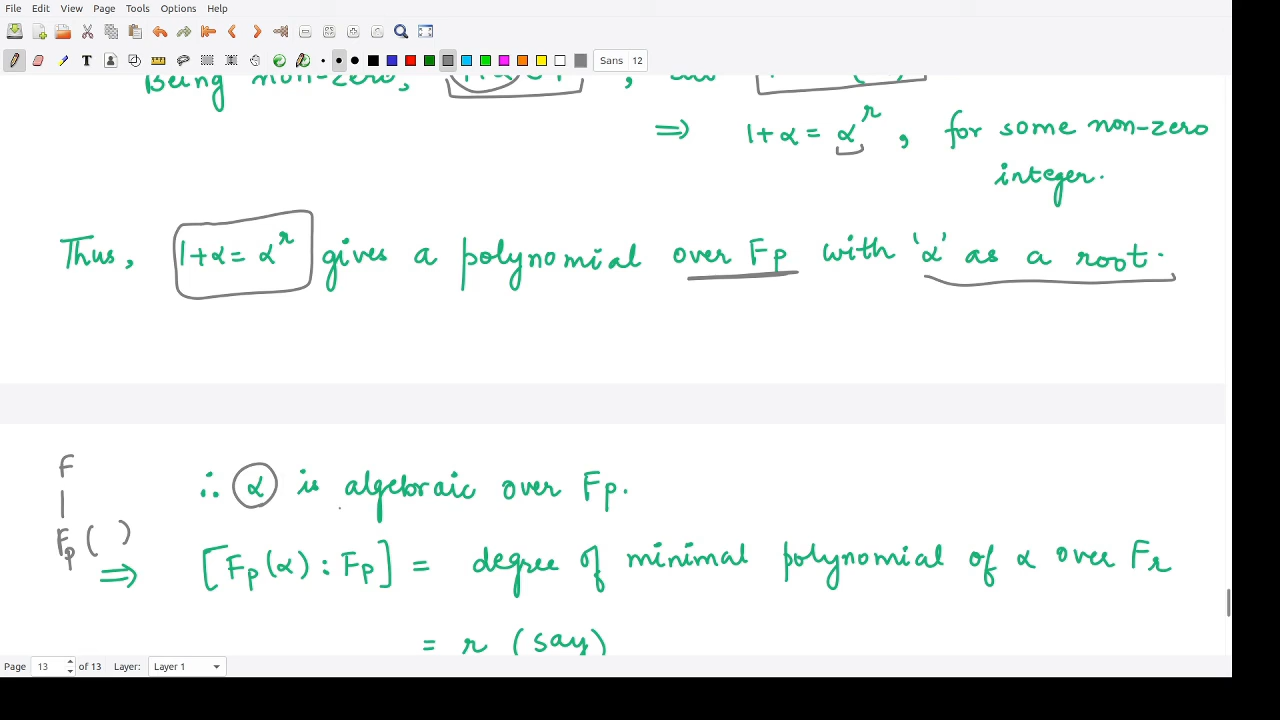 File Edit View Page Tools Options Help
Sans 12
Being non-zero,
⇒ 1+α = α^r, for some non-zero
integer.
Thus, 1+α = α^r gives a polynomial over Fp with 'α' as a root.
F
|
Fp ( )
∴ α is algebraic over Fp.
⇒ [Fp(α) : Fp] = degree of minimal polynomial of α over Fr
= r (say)
Page 13 of 13 Layer: Layer 1